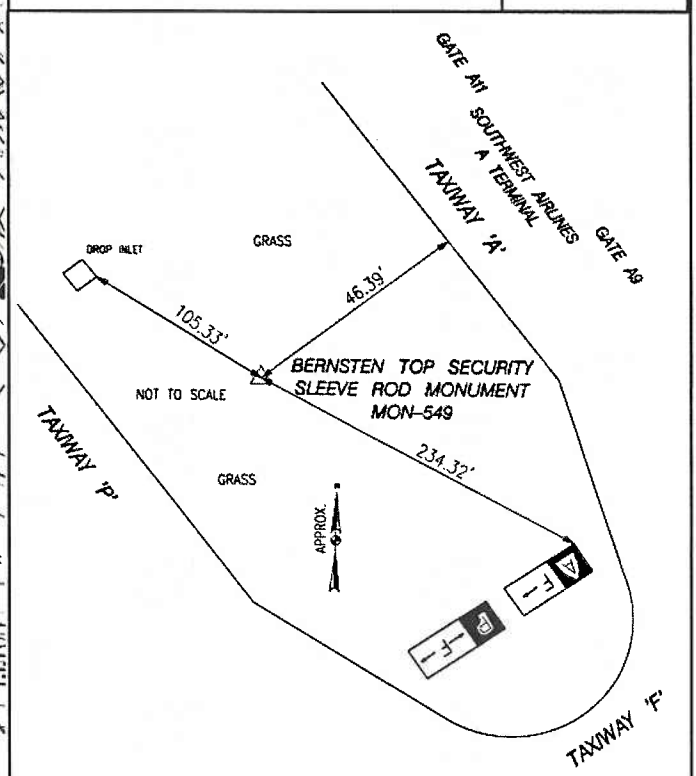 GATE A11
SOUTHWEST AIRLINES
A TERMINAL
GATE A9
TAXIWAY 'A'
GRASS
DROP INLET
46.39'
105.33'
BERNSTEN TOP SECURITY
SLEEVE ROD MONUMENT
MON-549
NOT TO SCALE
234.32'
TAXIWAY 'P'
GRASS
APPROX.
A
F
P
F
TAXIWAY 'F'